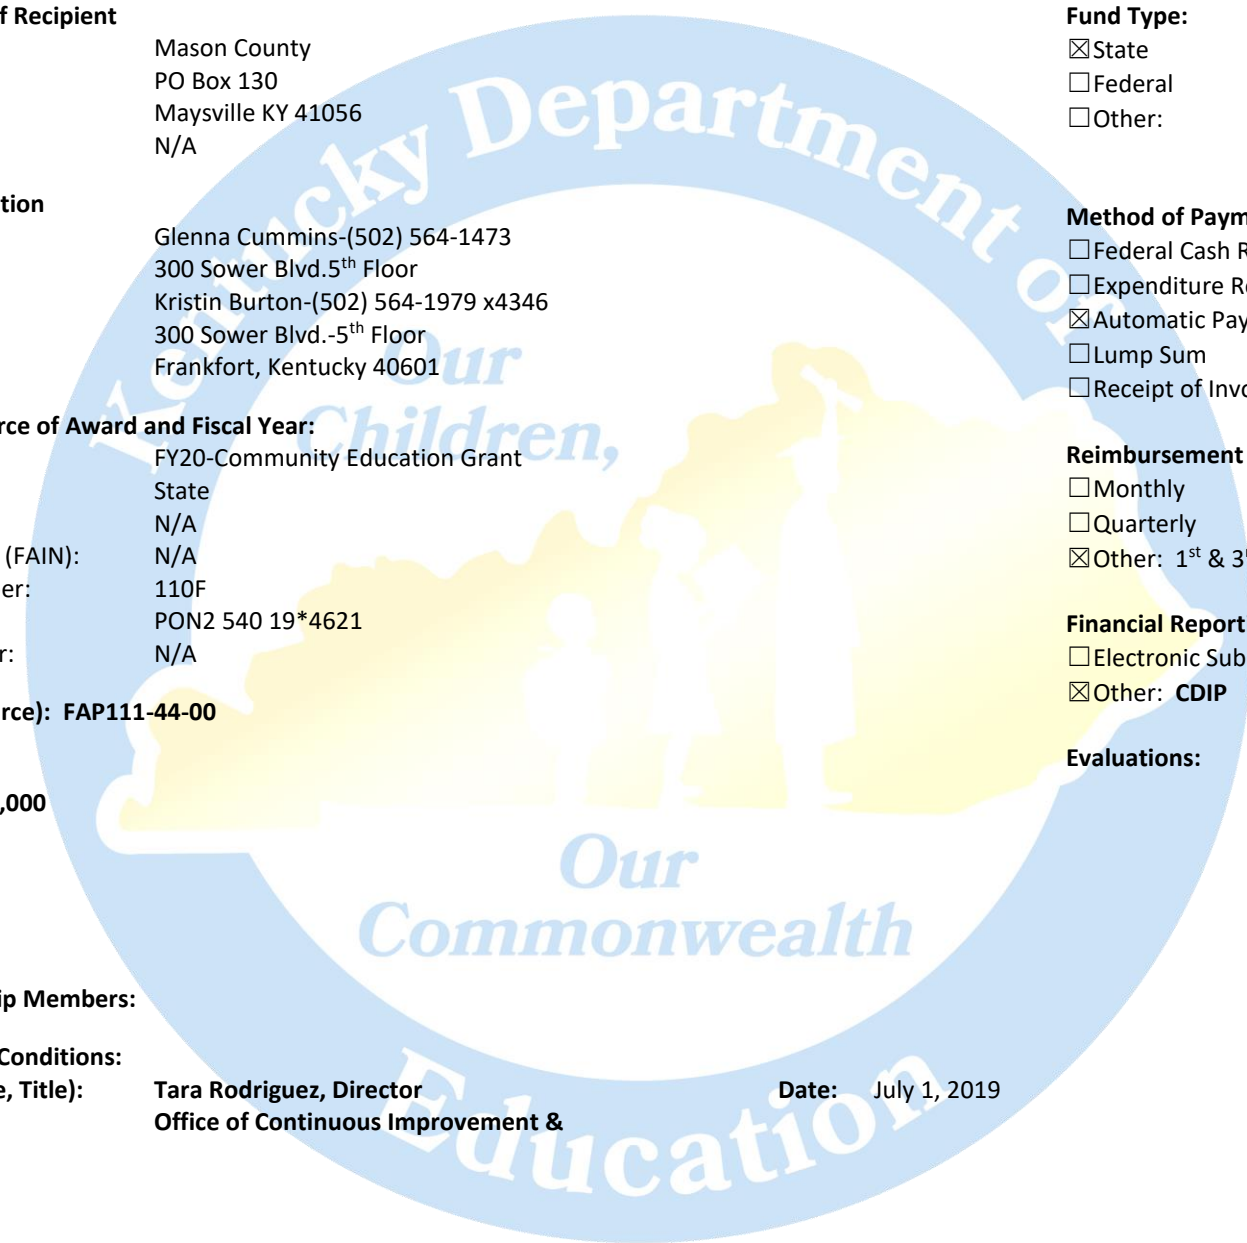 f Recipient
Mason County
PO Box 130
Maysville KY 41056
N/A
tion
Glenna Cummins-(502) 564-1473
300 Sower Blvd.5th Floor
Kristin Burton-(502) 564-1979 x4346
300 Sower Blvd.-5th Floor
Frankfort, Kentucky 40601
rce of Award and Fiscal Year:
FY20-Community Education Grant
State
N/A
(FAIN): N/A
er: 110F
PON2 540 19*4621
r: N/A
rce): FAP111-44-00
,000
ip Members:
Conditions:
e, Title): Tara Rodriguez, Director Date: July 1, 2019
Office of Continuous Improvement &
Fund Type:
☒State
☐Federal
☐Other:
Method of Paym
☐Federal Cash R
☐Expenditure Re
☒Automatic Pay
☐Lump Sum
☐Receipt of Invo
Reimbursement
☐Monthly
☐Quarterly
☒Other: 1st & 3
Financial Report
☐Electronic Sub
☒Other: CDIP
Evaluations:
Kentucky Department of
Education
Our
Children,
Our
Commonwealth